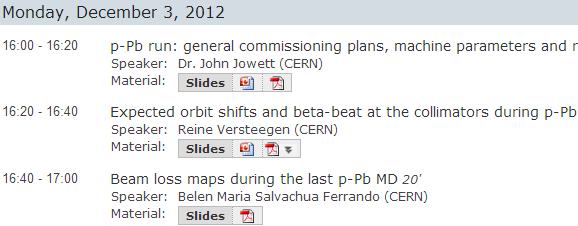 Monday, December 3, 2012
16:00 - 16:20 p-Pb run: general commissioning plans, machine parameters and
Speaker: Dr. John Jowett (CERN)
Material: Slides
16:20 - 16:40 Expected orbit shifts and beta-beat at the collimators during p-Pb
Speaker: Reine Versteegen (CERN)
Material: Slides
16:40 - 17:00 Beam loss maps during the last p-Pb MD 20'
Speaker: Belen Maria Salvachua Ferrando (CERN)
Material: Slides